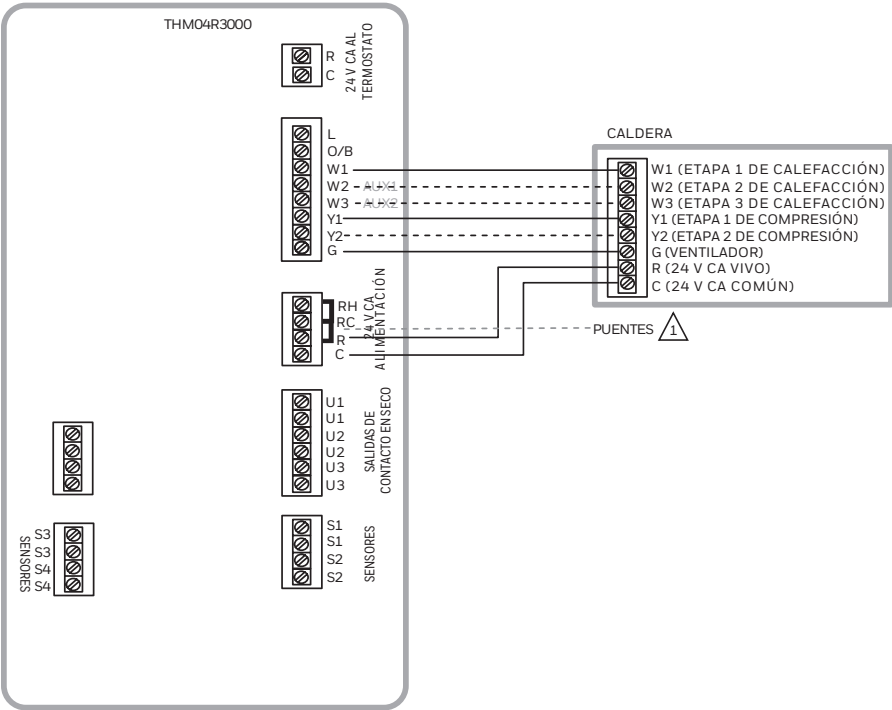 THM04R3000
R
C
24 V CA AL
TERMOSTATO
L
O/B
W1
W2
AUX1
W3
AUX2
Y1
Y2
G
CALDERA
W1 (ETAPA 1 DE CALEFACCIÓN)
W2 (ETAPA 2 DE CALEFACCIÓN)
W3 (ETAPA 3 DE CALEFACCIÓN)
Y1 (ETAPA 1 DE COMPRESIÓN)
Y2 (ETAPA 2 DE COMPRESIÓN)
G (VENTILADOR)
R (24 V CA VIVO)
C (24 V CA COMÚN)
RH
RC
R
C
24 V CA
ALIMENTACIÓN
PUENTES
1
U1
U1
U2
U2
U3
U3
SALIDAS DE
CONTACTO EN SECO
S3
S3
S4
S4
SENSORES
S1
S1
S2
S2
SENSORES